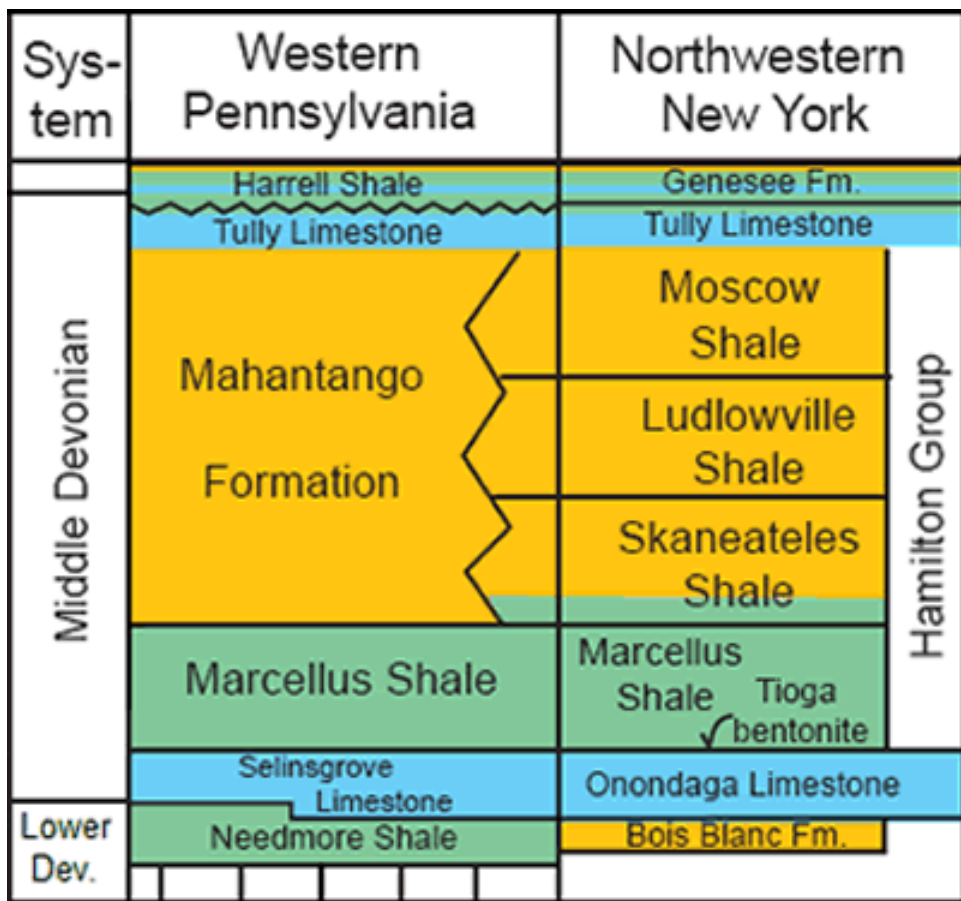 Sys-
tem
Western
Pennsylvania
Northwestern
New York
Harrell Shale
Genesee Fm.
Tully Limestone
Tully Limestone
Middle Devonian
Mahantango
Formation
Moscow
Shale
Ludlowville
Shale
Skaneateles
Shale
Hamilton Group
Marcellus Shale
Marcellus
Shale
Tioga
bentonite
Selinsgrove
Limestone
Onondaga Limestone
Lower
Dev.
Needmore Shale
Bois Blanc Fm.